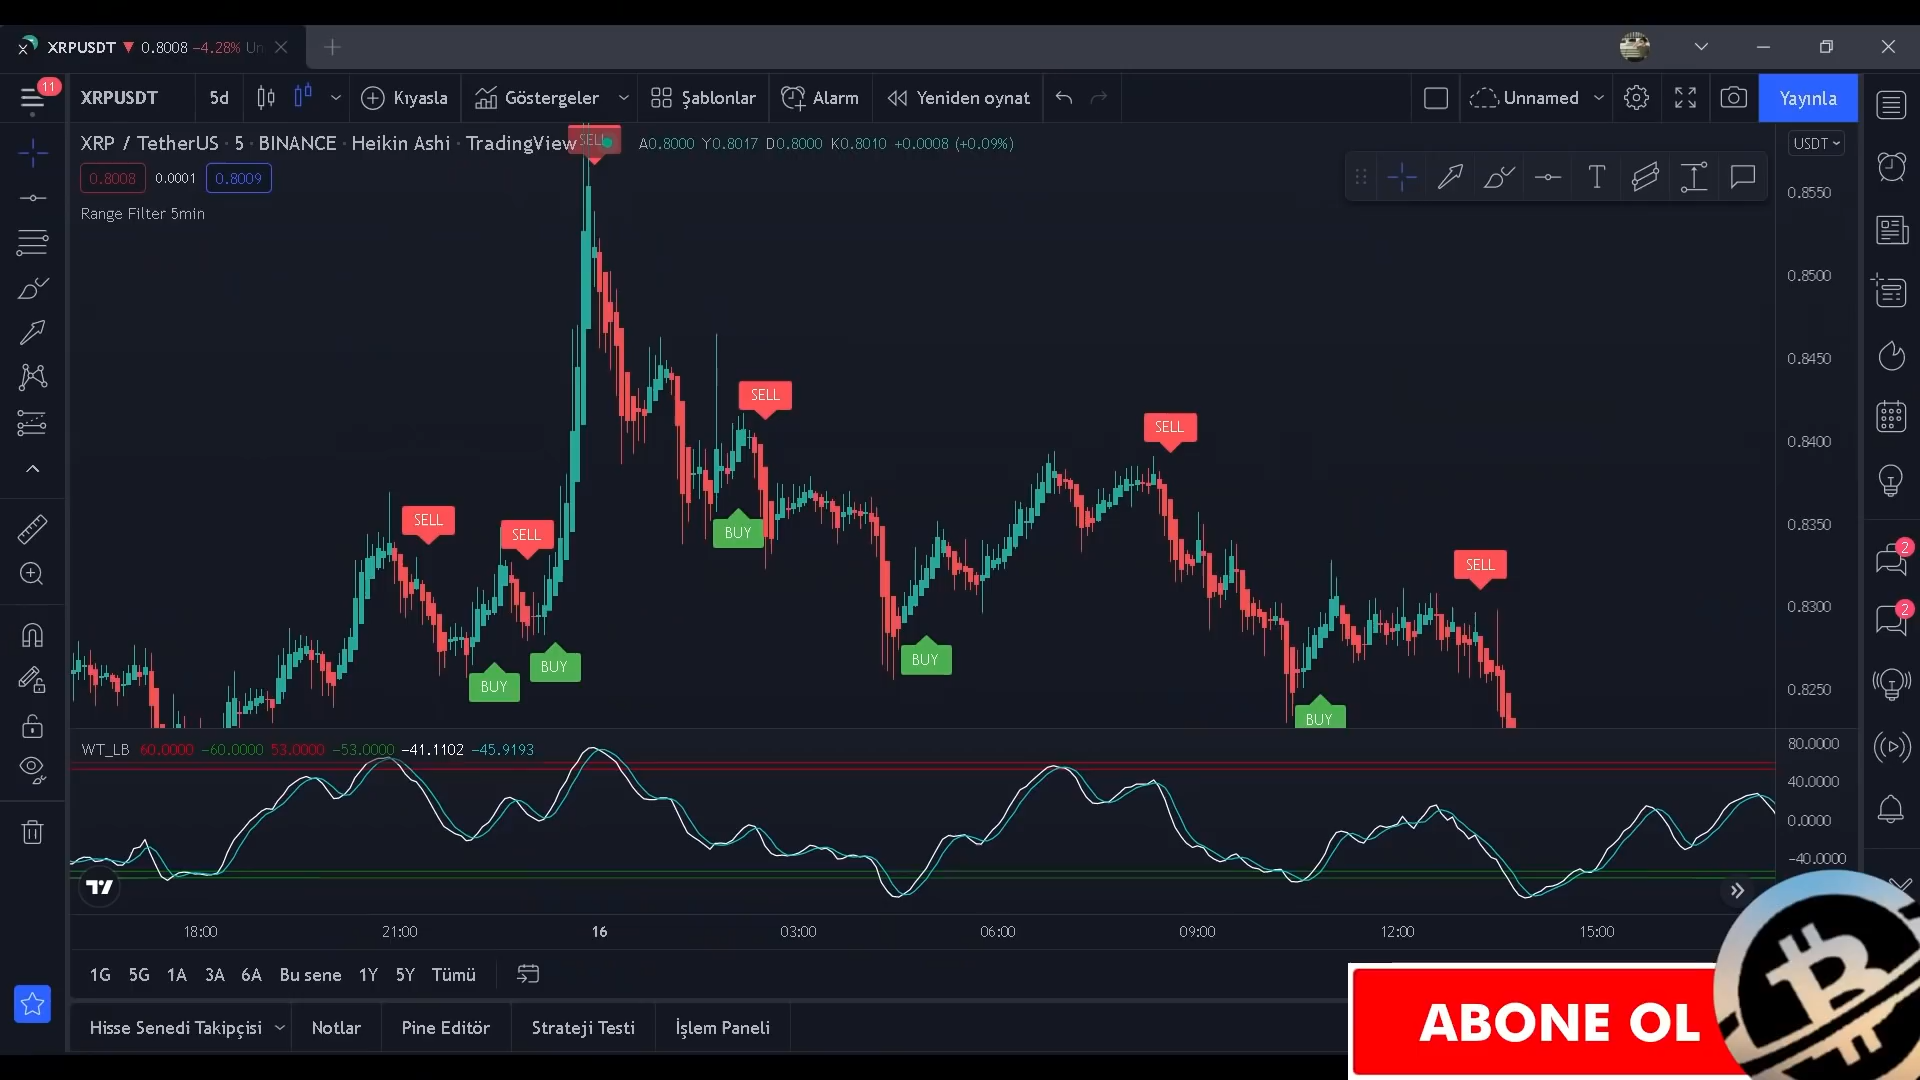 XRPUSDT ▼ 0.8008 −4.28% Un
11
XRPUSDT 5d Kıyasla Göstergeler Şablonlar Alarm Yeniden oynat Unnamed Yayınla
XRP / TetherUS · 5 · BINANCE · Heikin Ashi · TradingView A0.8000 Y0.8017 D0.8000 K0.8010 +0.0008 (+0.09%)
USDT
0.8008 0.0001 0.8009
Range Filter 5min
SELL
0.8550
0.8500
0.8450
SELL
SELL
0.8400
SELL
SELL
BUY
0.8350
2
SELL
0.8300
2
BUY
BUY
BUY
BUY
0.8250
WT_LB 60.0000 −60.0000 53.0000 −53.0000 −41.1102 −45.9193
80.0000
40.0000
0.0000
−40.0000
18:00 21:00 16 03:00 06:00 09:00 12:00 15:00
1G 5G 1A 3A 6A Bu sene 1Y 5Y Tümü
Hisse Senedi Takipçisi Notlar Pine Editör Strateji Testi İşlem Paneli
ABONE OL